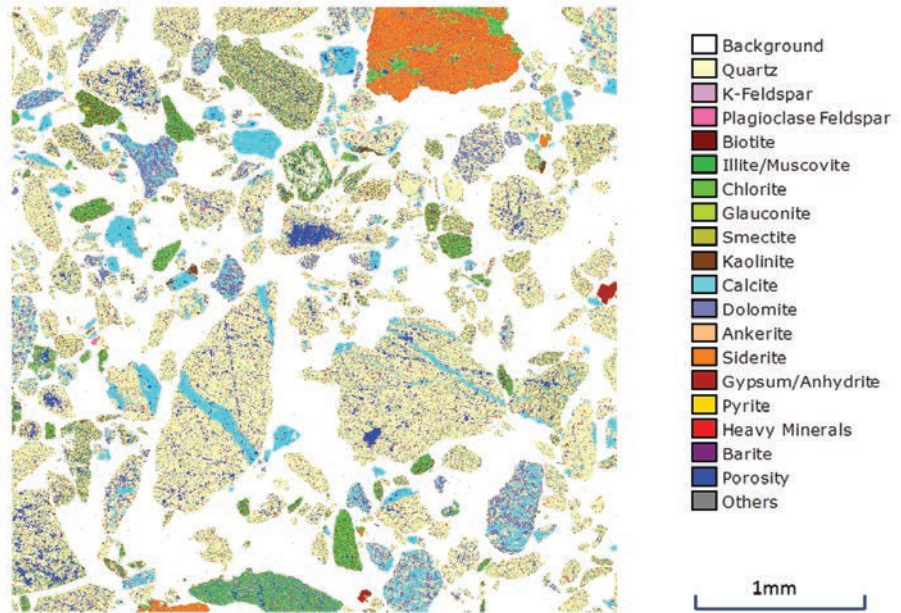 Background
Quartz
K-Feldspar
Plagioclase Feldspar
Biotite
Illite/Muscovite
Chlorite
Glauconite
Smectite
Kaolinite
Calcite
Dolomite
Ankerite
Siderite
Gypsum/Anhydrite
Pyrite
Heavy Minerals
Barite
Porosity
Others
1mm